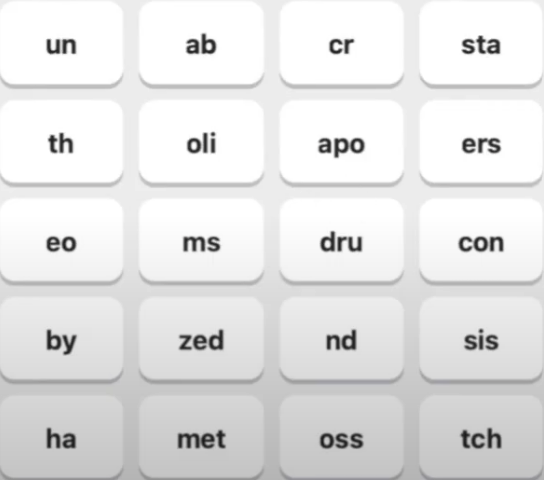 un ab cr sta
th oli apo ers
eo ms dru con
by zed nd sis
ha met oss tch